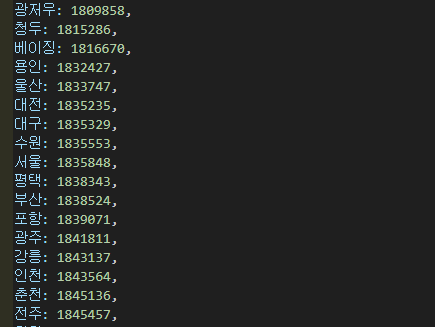 광저우: 1809858,
청두: 1815286,
베이징: 1816670,
용인: 1832427,
울산: 1833747,
대전: 1835235,
대구: 1835329,
수원: 1835553,
서울: 1835848,
평택: 1838343,
부산: 1838524,
포항: 1839071,
광주: 1841811,
강릉: 1843137,
인천: 1843564,
춘천: 1845136,
전주: 1845457,